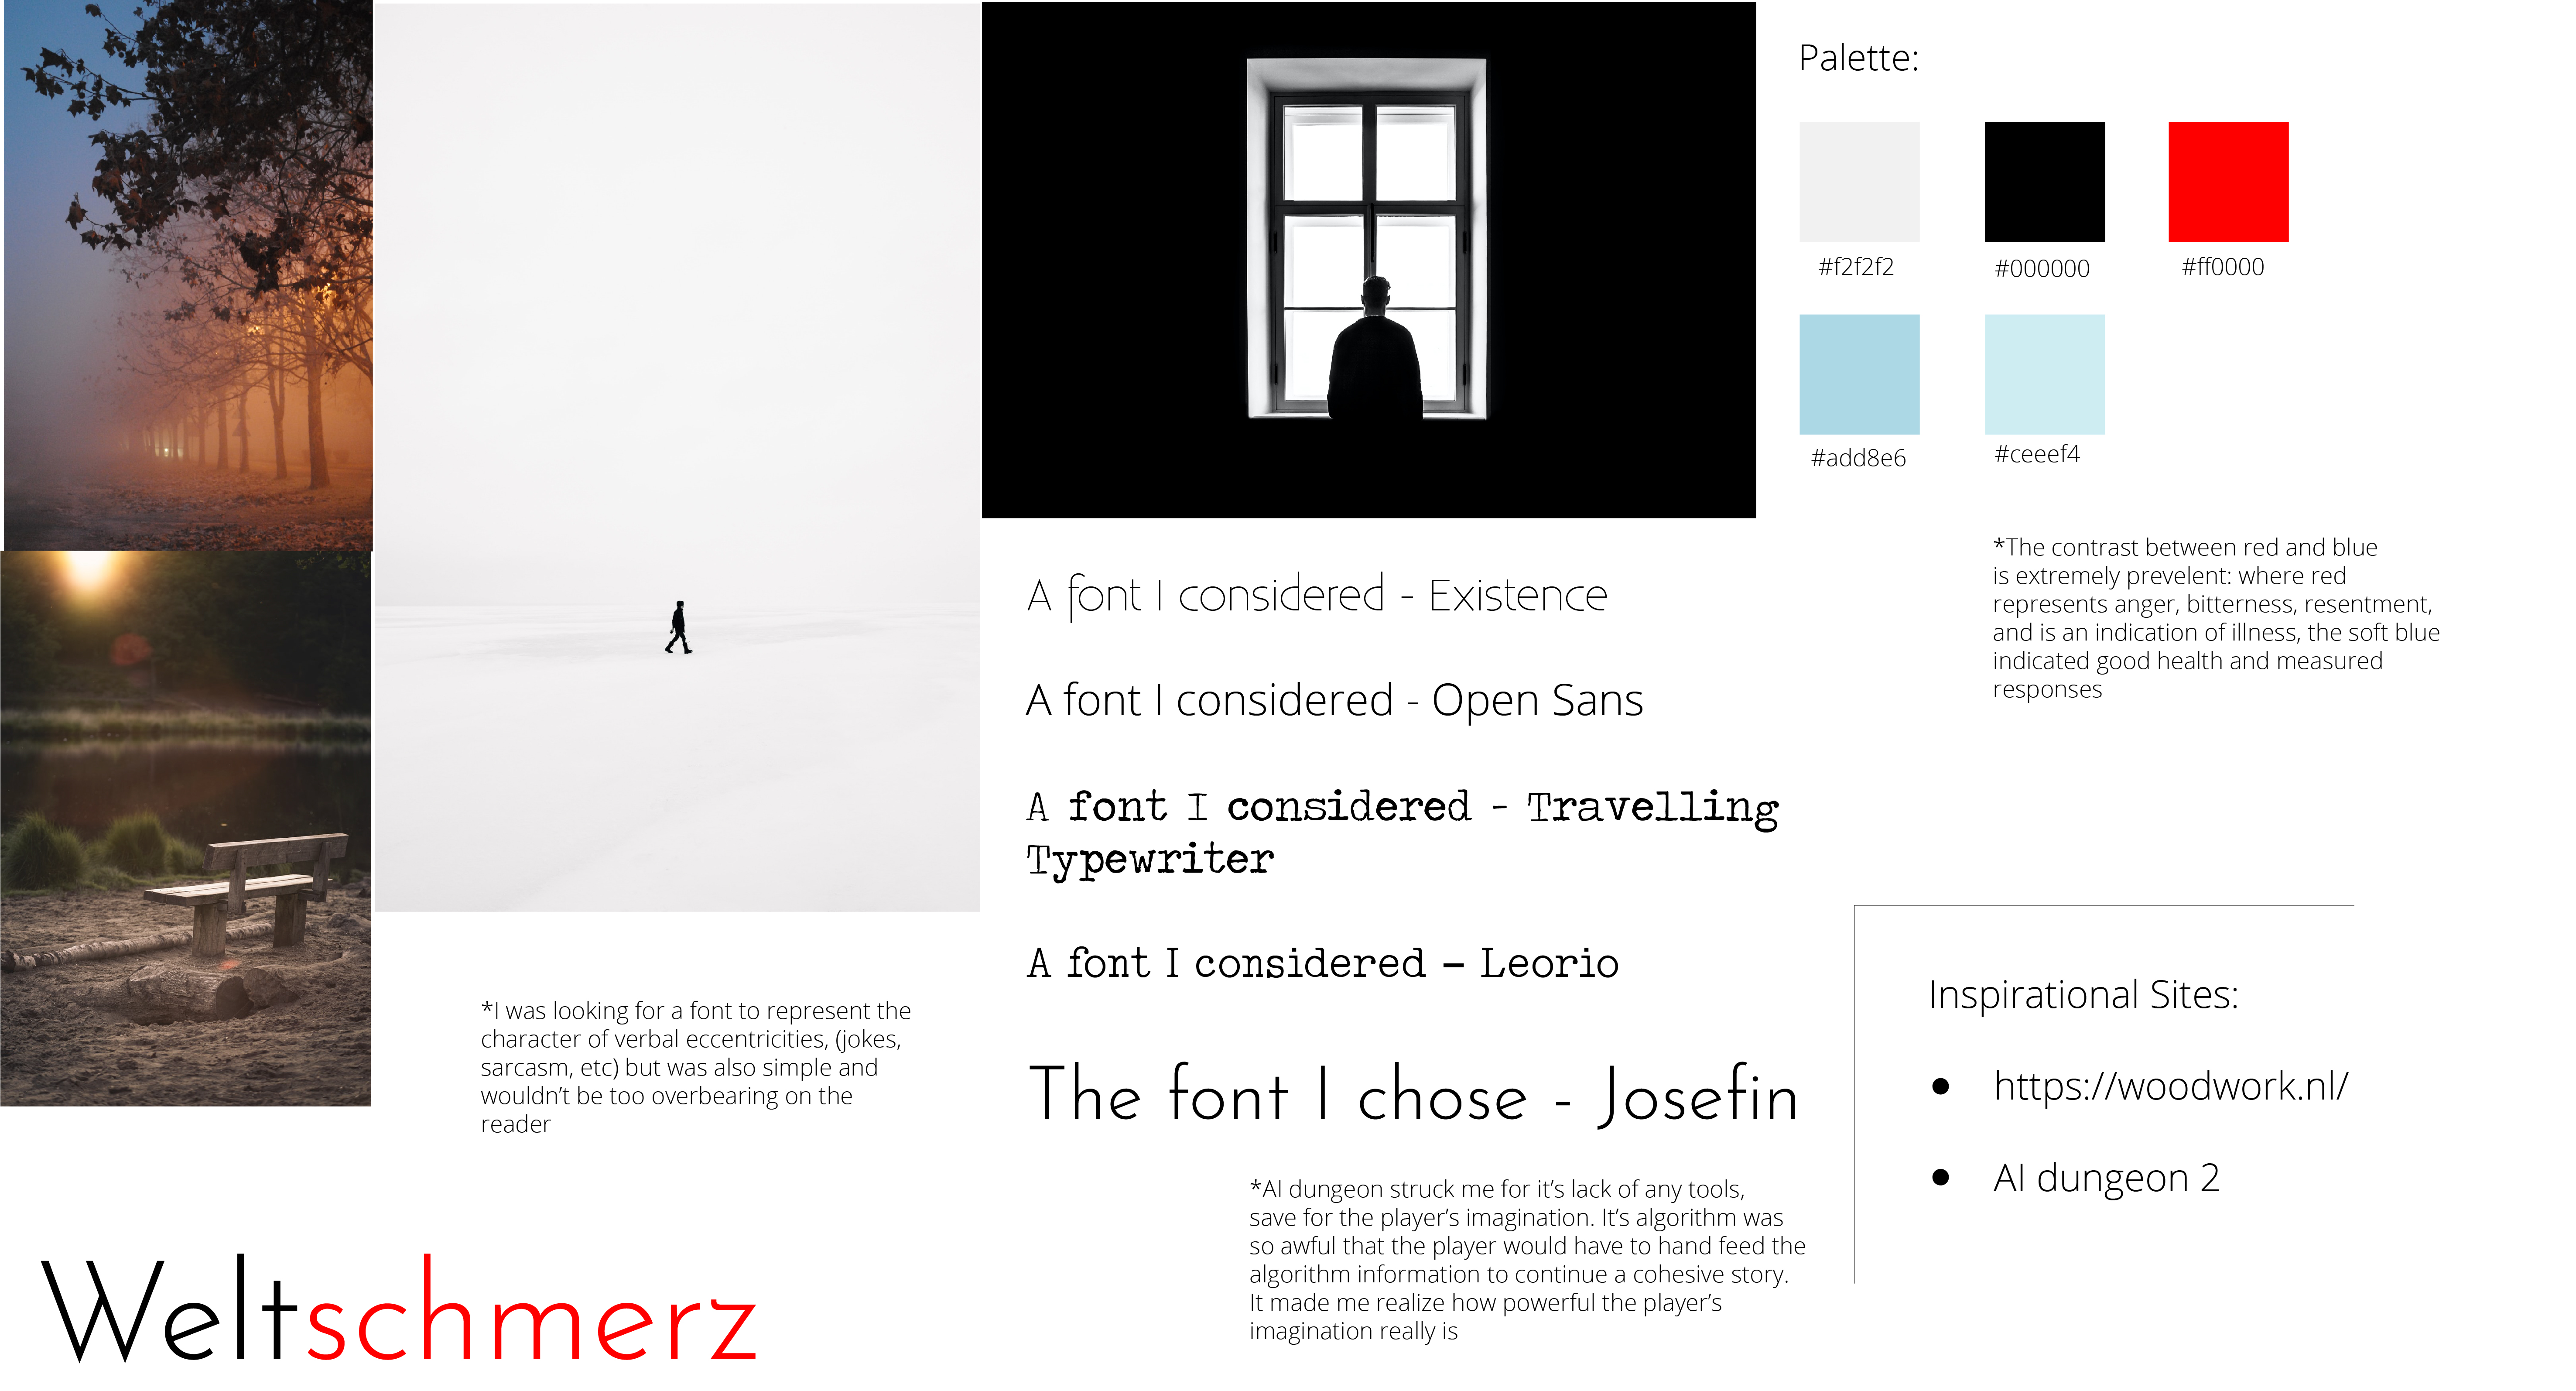 Palette:
#f2f2f2
#000000
#ff0000
#add8e6
#ceeef4
*The contrast between red and blue
is extremely prevelent: where red
represents anger, bitterness, resentment,
and is an indication of illness, the soft blue
indicated good health and measured
responses
A font I considered - Existence
A font I considered - Open Sans
A font I considered - Travelling
Typewriter
A font I considered – Leorio
The font I chose - Josefin
*I was looking for a font to represent the
character of verbal eccentricities, (jokes,
sarcasm, etc) but was also simple and
wouldn’t be too overbearing on the
reader
*AI dungeon struck me for it’s lack of any tools,
save for the player’s imagination. It’s algorithm was
so awful that the player would have to hand feed the
algorithm information to continue a cohesive story.
It made me realize how powerful the player’s
imagination really is
Inspirational Sites:
● https://woodwork.nl/
● AI dungeon 2
Weltschmerz